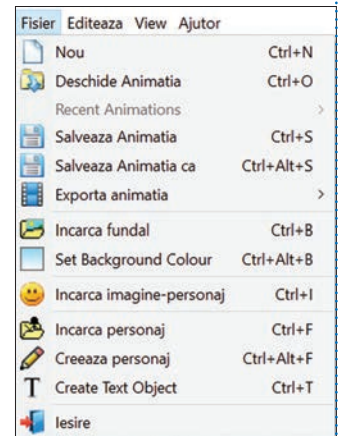 Fisier Editeaza View Ajutor
Nou Ctrl+N
Deschide Animatia Ctrl+O
Recent Animations >
Salveaza Animatia Ctrl+S
Salveaza Animatia ca Ctrl+Alt+S
Exporta animatia >
Incarca fundal Ctrl+B
Set Background Colour Ctrl+Alt+B
Incarca imagine-personaj Ctrl+I
Incarca personaj Ctrl+F
Creeaza personaj Ctrl+Alt+F
T Create Text Object Ctrl+T
Iesire